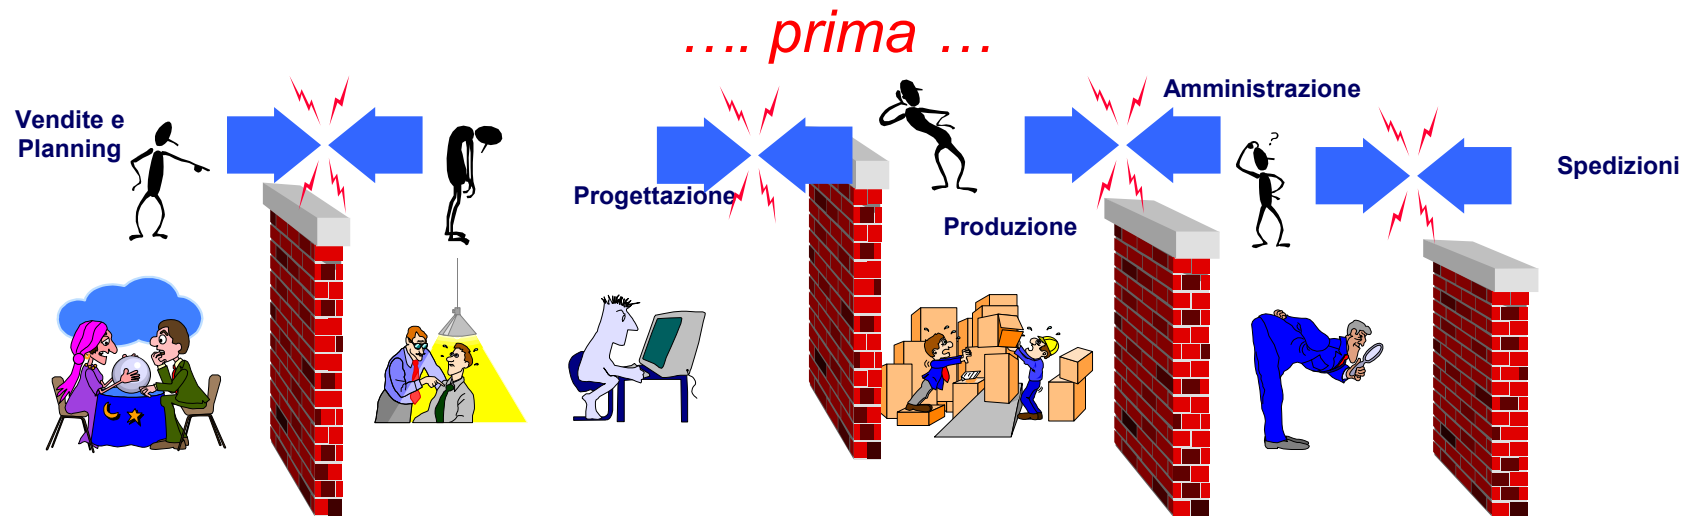 …. prima …
Vendite e
Planning
Progettazione
Produzione
Amministrazione
?
Spedizioni